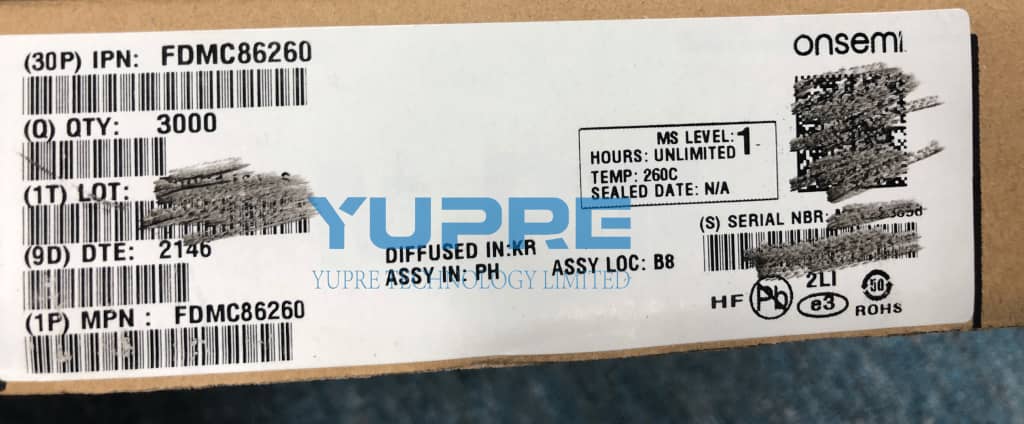 (30P) IPN: FDMC86260
onsemi
(Q) QTY: 3000
MS LEVEL: 1
HOURS: UNLIMITED
TEMP: 260C
SEALED DATE: N/A
(1T) LOT:
YUPRE
(S) SERIAL NBR:
(9D) DTE: 2146
DIFFUSED IN:KR
ASSY IN: PH ASSY LOC: B8
YUPRE TECHNOLOGY LIMITED
HF Pb 2LI e3 50 ROHS
(1P) MPN : FDMC86260